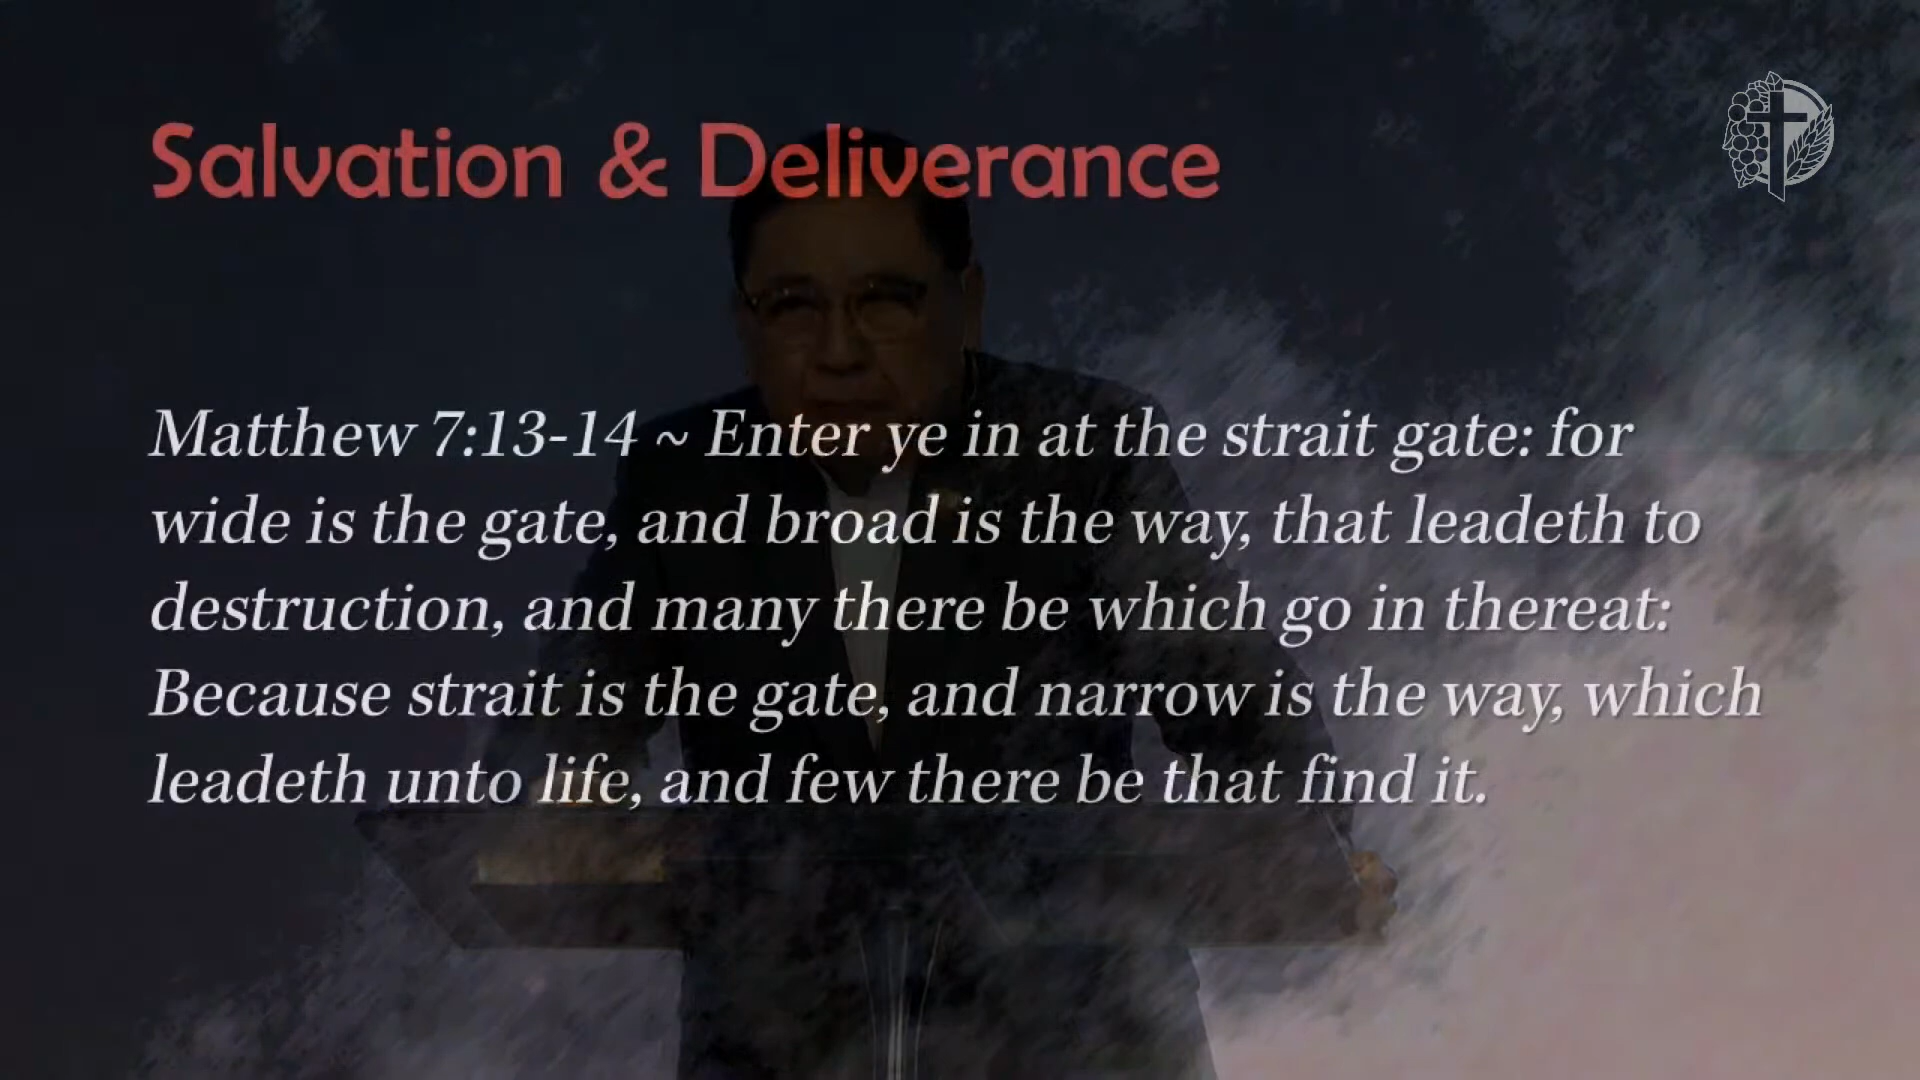 Salvation & Deliverance
Matthew 7:13-14 ~ Enter ye in at the strait gate: for
wide is the gate, and broad is the way, that leadeth to
destruction, and many there be which go in thereat:
Because strait is the gate, and narrow is the way, which
leadeth unto life, and few there be that find it.